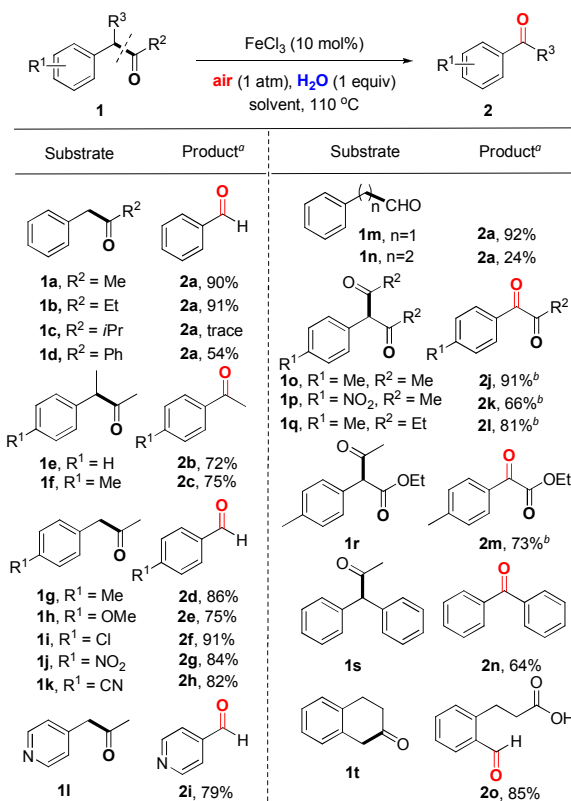 R³
R¹
R²
O
1
FeCl₃ (10 mol%)
air (1 atm), H₂O (1 equiv)
solvent, 110 °C
O
R¹
R³
2
Substrate Productᵃ
R²
O
O
H
1a, R² = Me 2a, 90%
1b, R² = Et 2a, 91%
1c, R² = iPr 2a, trace
1d, R² = Ph 2a, 54%
R¹
O
O
R¹
1e, R¹ = H 2b, 72%
1f, R¹ = Me 2c, 75%
R¹
O
O
H
R¹
1g, R¹ = Me 2d, 86%
1h, R¹ = OMe 2e, 75%
1i, R¹ = Cl 2f, 91%
1j, R¹ = NO₂ 2g, 84%
1k, R¹ = CN 2h, 82%
N
O
O
H
N
1l 2i, 79%
Substrate Productᵃ
( )n CHO
1m, n=1 2a, 92%
1n, n=2 2a, 24%
O R²
R²
R¹ O
O
R²
R¹ O
1o, R¹ = Me, R² = Me 2j, 91%ᵇ
1p, R¹ = NO₂, R² = Me 2k, 66%ᵇ
1q, R¹ = Me, R² = Et 2l, 81%ᵇ
O
OEt
O
1r
O
OEt
O
2m, 73%ᵇ
O
1s
O
2n, 64%
O
1t
O
OH
H
O
2o, 85%